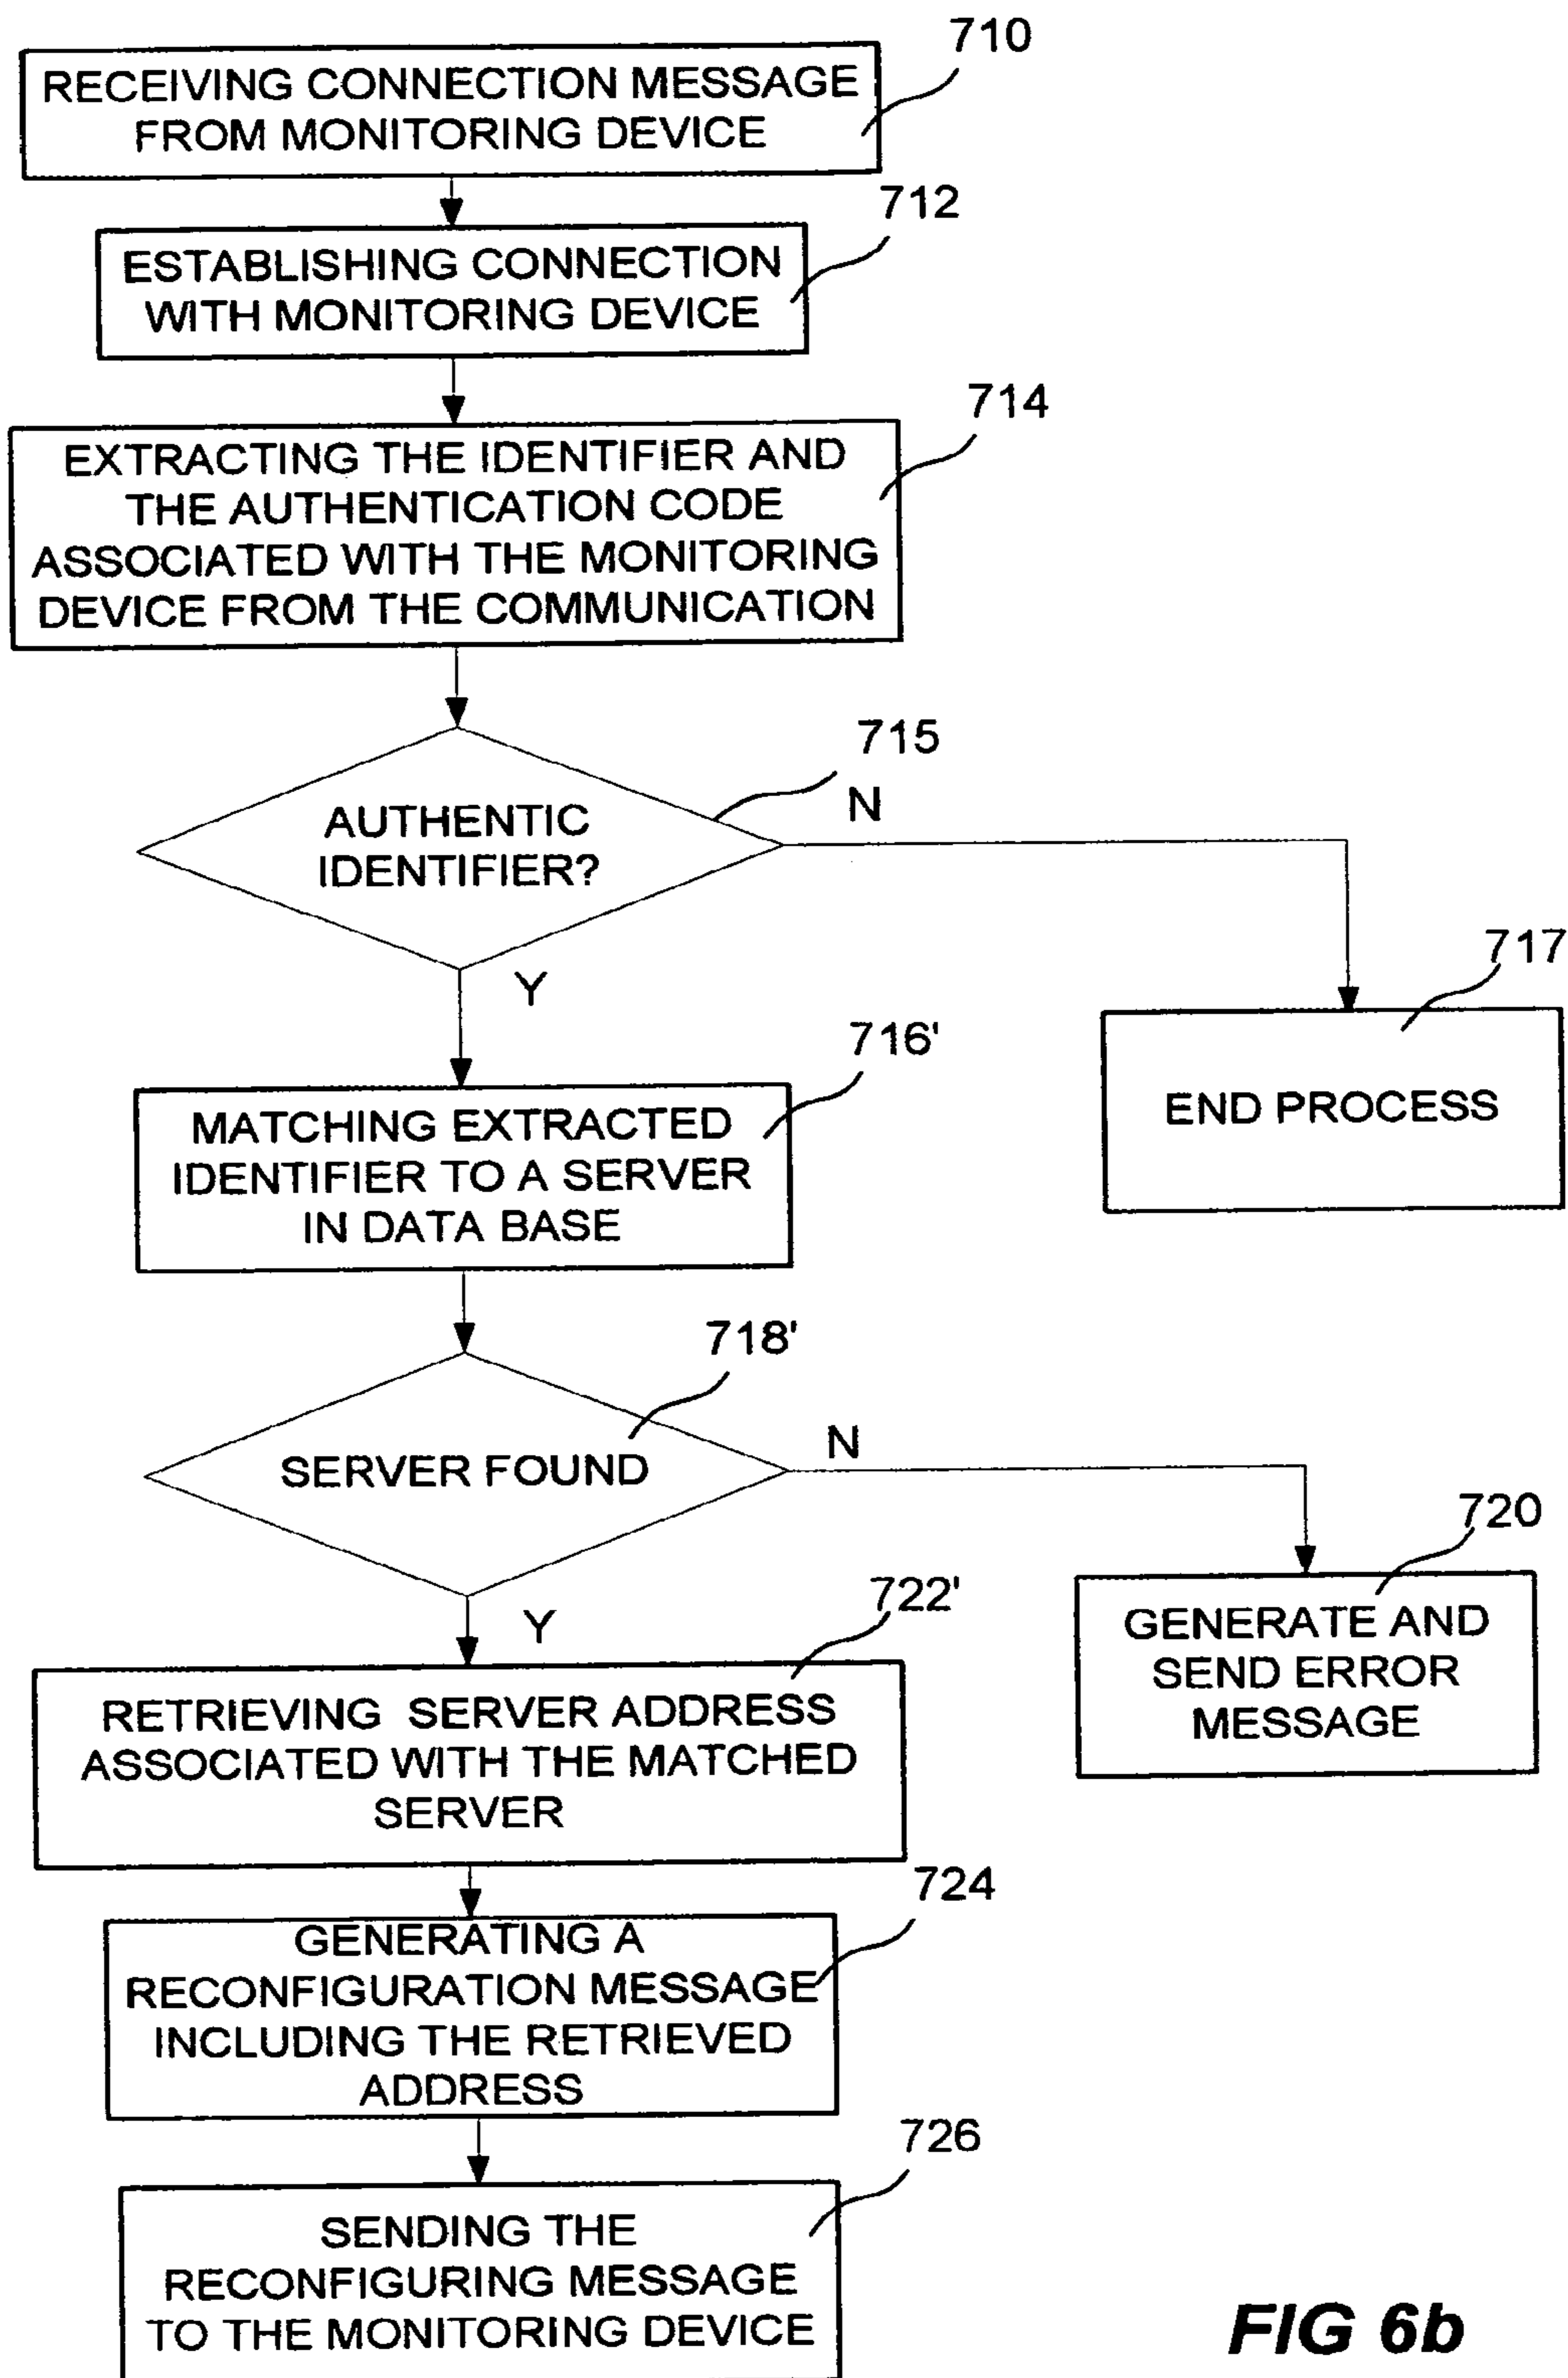 710
RECEIVING CONNECTION MESSAGE
FROM MONITORING DEVICE
712
ESTABLISHING CONNECTION
WITH MONITORING DEVICE
714
EXTRACTING THE IDENTIFIER AND
THE AUTHENTICATION CODE
ASSOCIATED WITH THE MONITORING
DEVICE FROM THE COMMUNICATION
715
N
AUTHENTIC
IDENTIFIER?
717
Y
END PROCESS
716'
MATCHING EXTRACTED
IDENTIFIER TO A SERVER
IN DATA BASE
718'
N
SERVER FOUND
720
722'
Y
GENERATE AND
SEND ERROR
MESSAGE
RETRIEVING SERVER ADDRESS
ASSOCIATED WITH THE MATCHED
SERVER
724
GENERATING A
RECONFIGURATION MESSAGE
INCLUDING THE RETRIEVED
ADDRESS
726
SENDING THE
RECONFIGURING MESSAGE
TO THE MONITORING DEVICE
FIG 6b